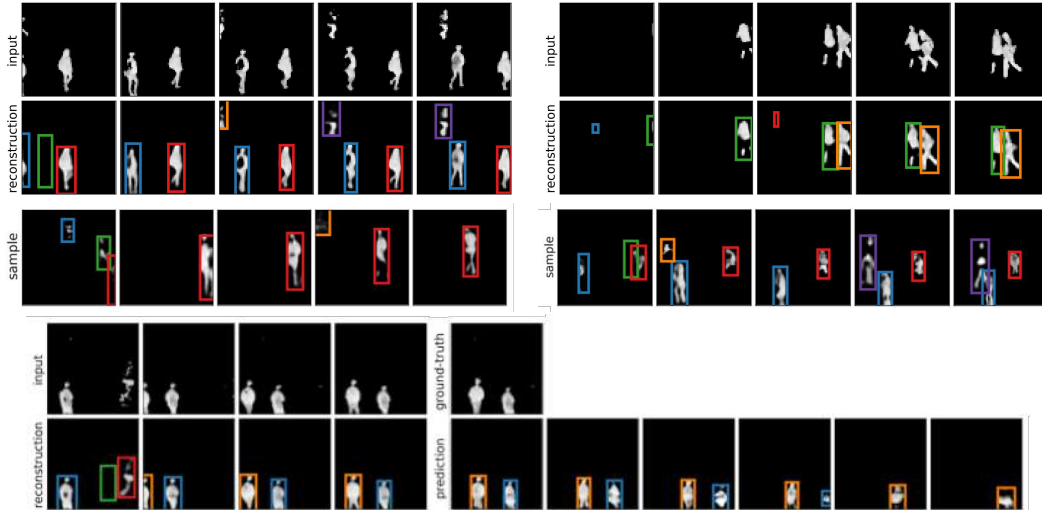 input
input
reconstruction
reconstruction
sample
sample
input
ground-truth
reconstruction
prediction